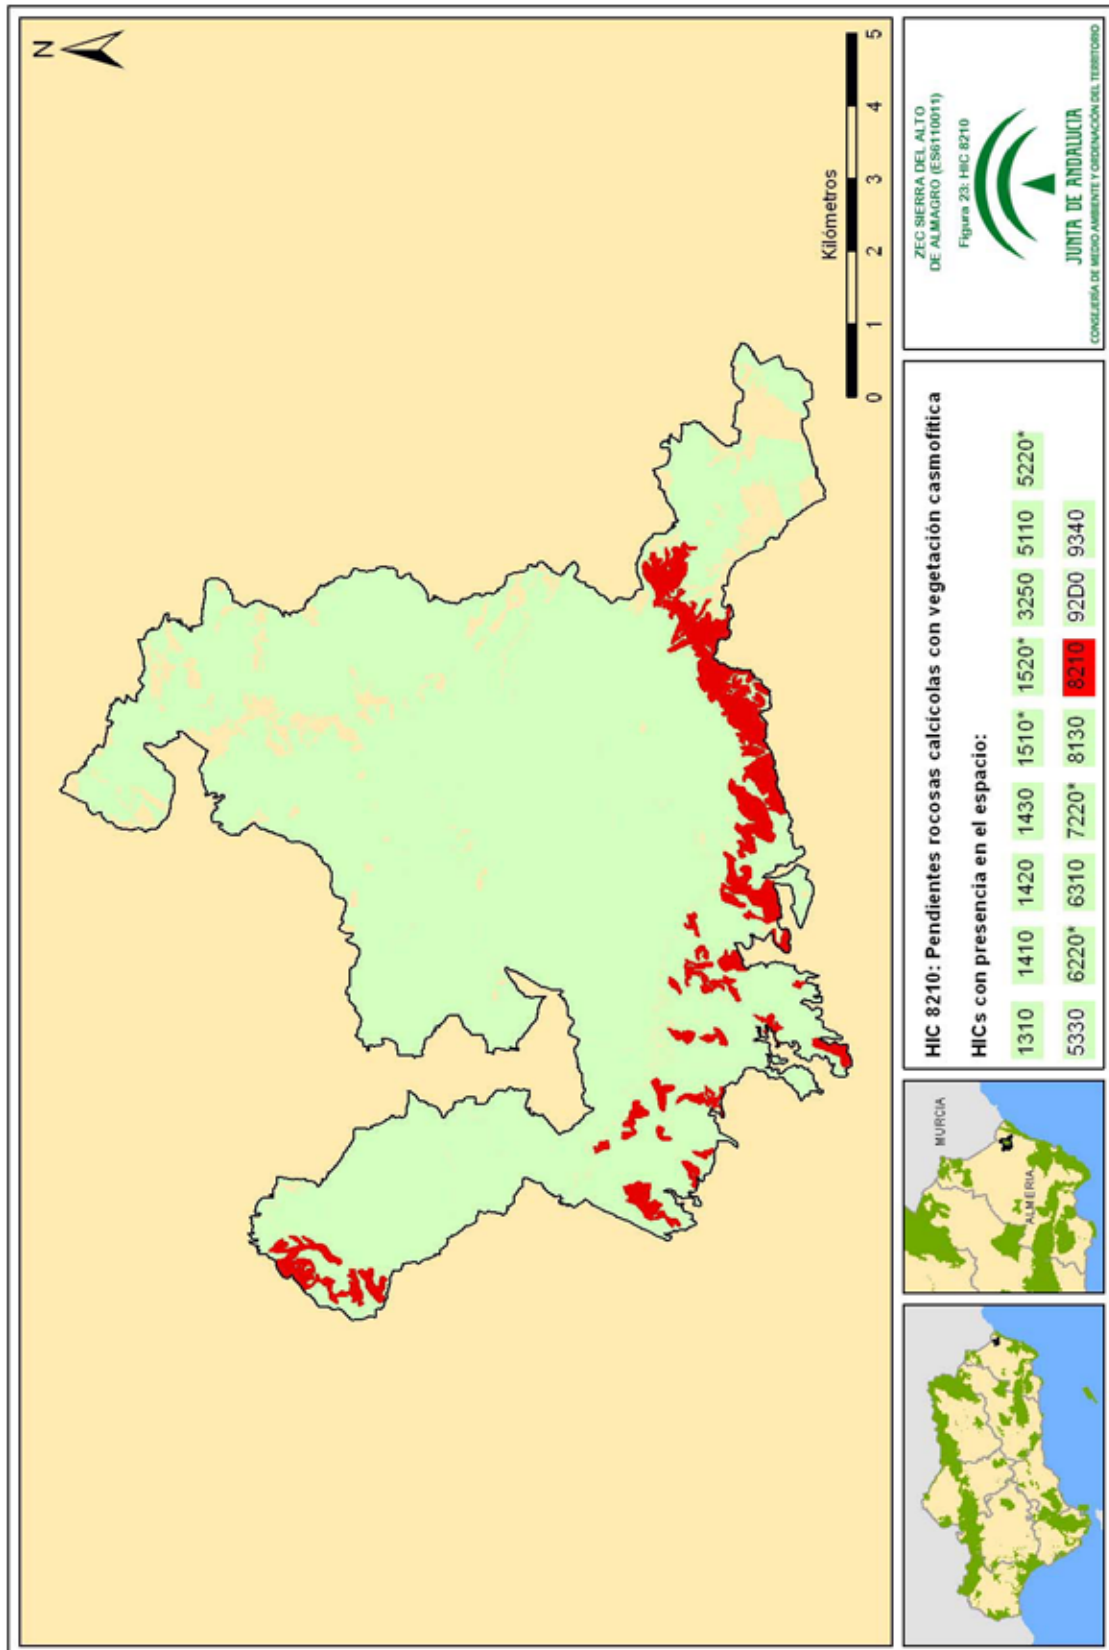 N
Kilómetros
0 1 2 3 4 5
MURCIA
ALMERIA
HIC 8210: Pendientes rocosas calcícolas con vegetación casmofítica
HICs con presencia en el espacio:
1310 1410 1420 1430 1510* 1520* 3250 5110 5220*
5330 6220* 6310 7220* 8130 8210 92D0 9340
ZEC SIERRA DEL ALTO
DE ALMAGRO (ES6110011)
Figura 23: HIC 8210
JUNTA DE ANDALUCIA
CONSEJERÍA DE MEDIO AMBIENTE Y ORDENACIÓN DEL TERRITORIO